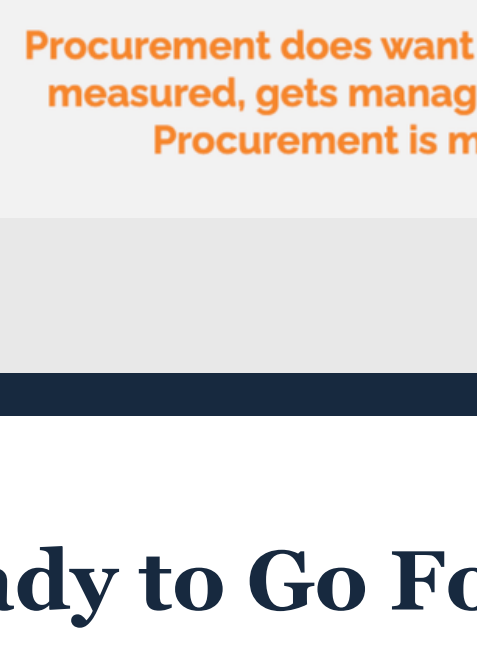 Procurement does want
measured, gets manag
Procurement is m
ady to Go Fo